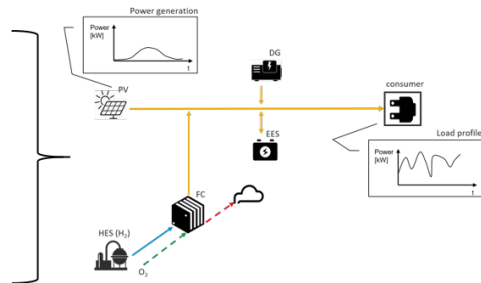 Power generation
Power
[kW]
t
PV
DG
consumer
EES
Load profile
Power
[kW]
t
FC
HES (H₂)
O₂